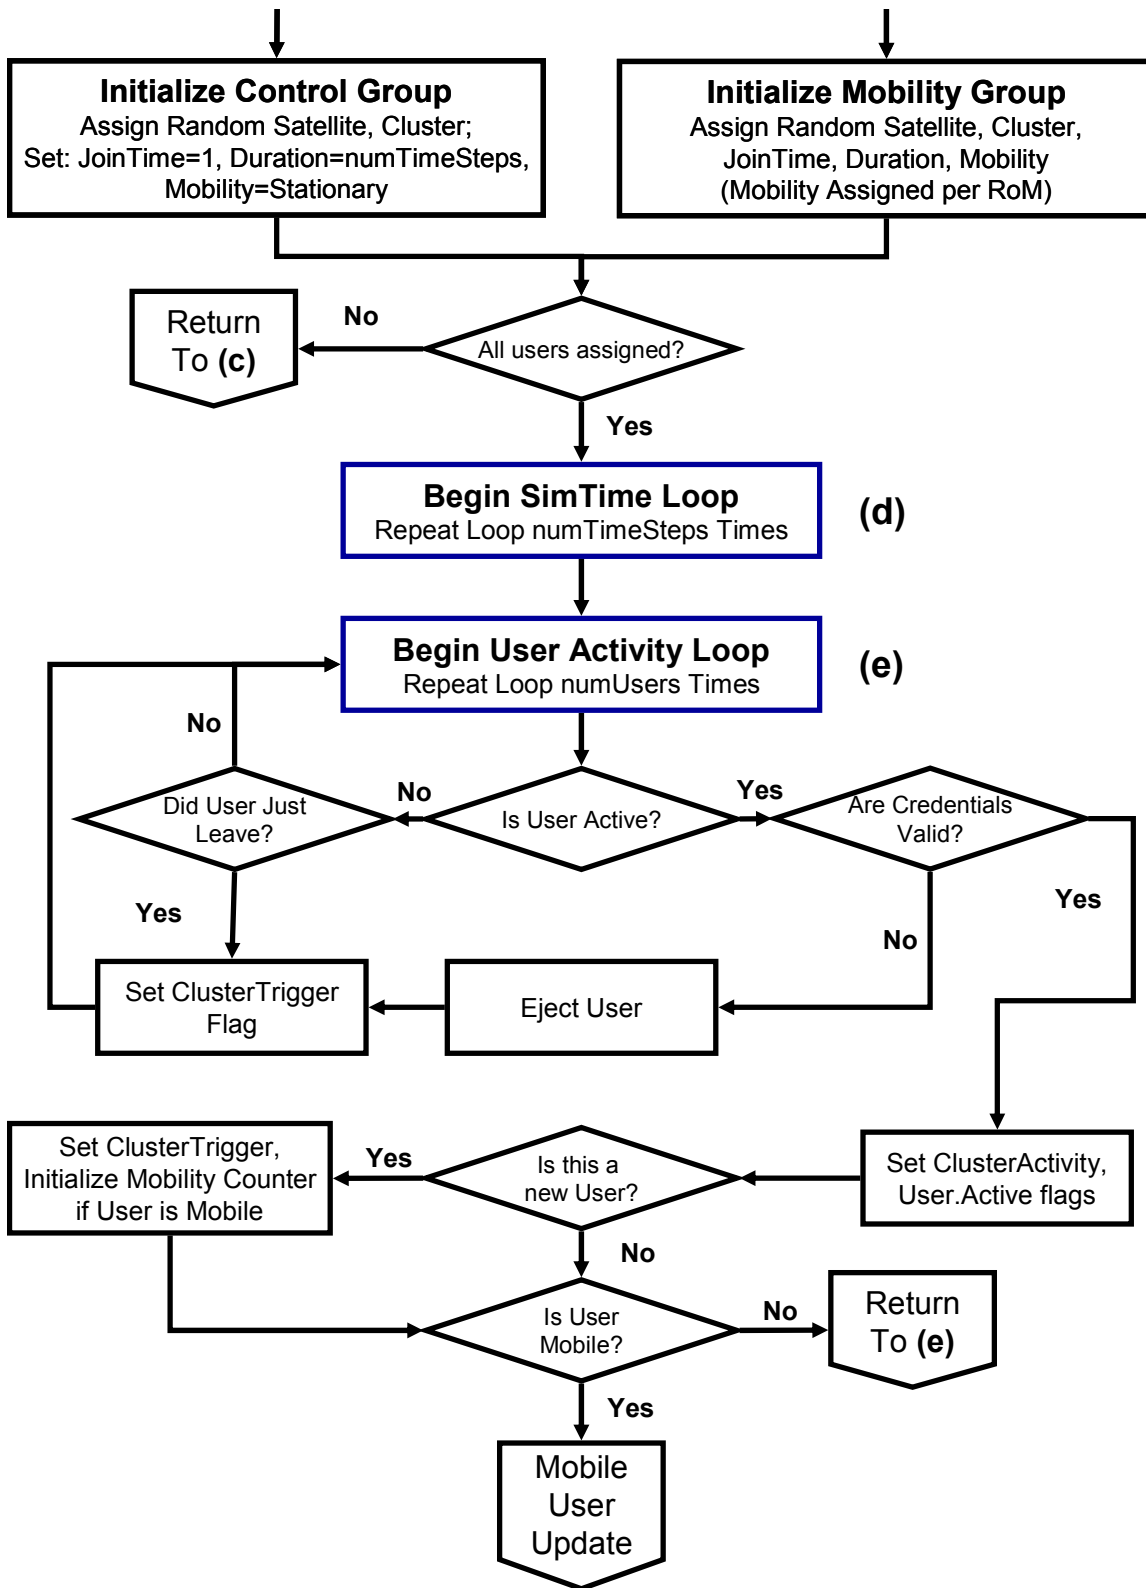 Initialize Control Group
Assign Random Satellite, Cluster;
Set: JoinTime=1, Duration=numTimeSteps,
Mobility=Stationary
Initialize Mobility Group
Assign Random Satellite, Cluster,
JoinTime, Duration, Mobility
(Mobility Assigned per RoM)
Return
To (c)
No
All users assigned?
Yes
Begin SimTime Loop
Repeat Loop numTimeSteps Times
(d)
Begin User Activity Loop
Repeat Loop numUsers Times
(e)
No
Did User Just
Leave?
No
Is User Active?
Yes
Are Credentials
Valid?
Yes
Yes
No
Set ClusterTrigger
Flag
Eject User
Set ClusterTrigger,
Initialize Mobility Counter
if User is Mobile
Yes
Is this a
new User?
Set ClusterActivity,
User.Active flags
No
Is User
Mobile?
No
Return
To (e)
Yes
Mobile
User
Update